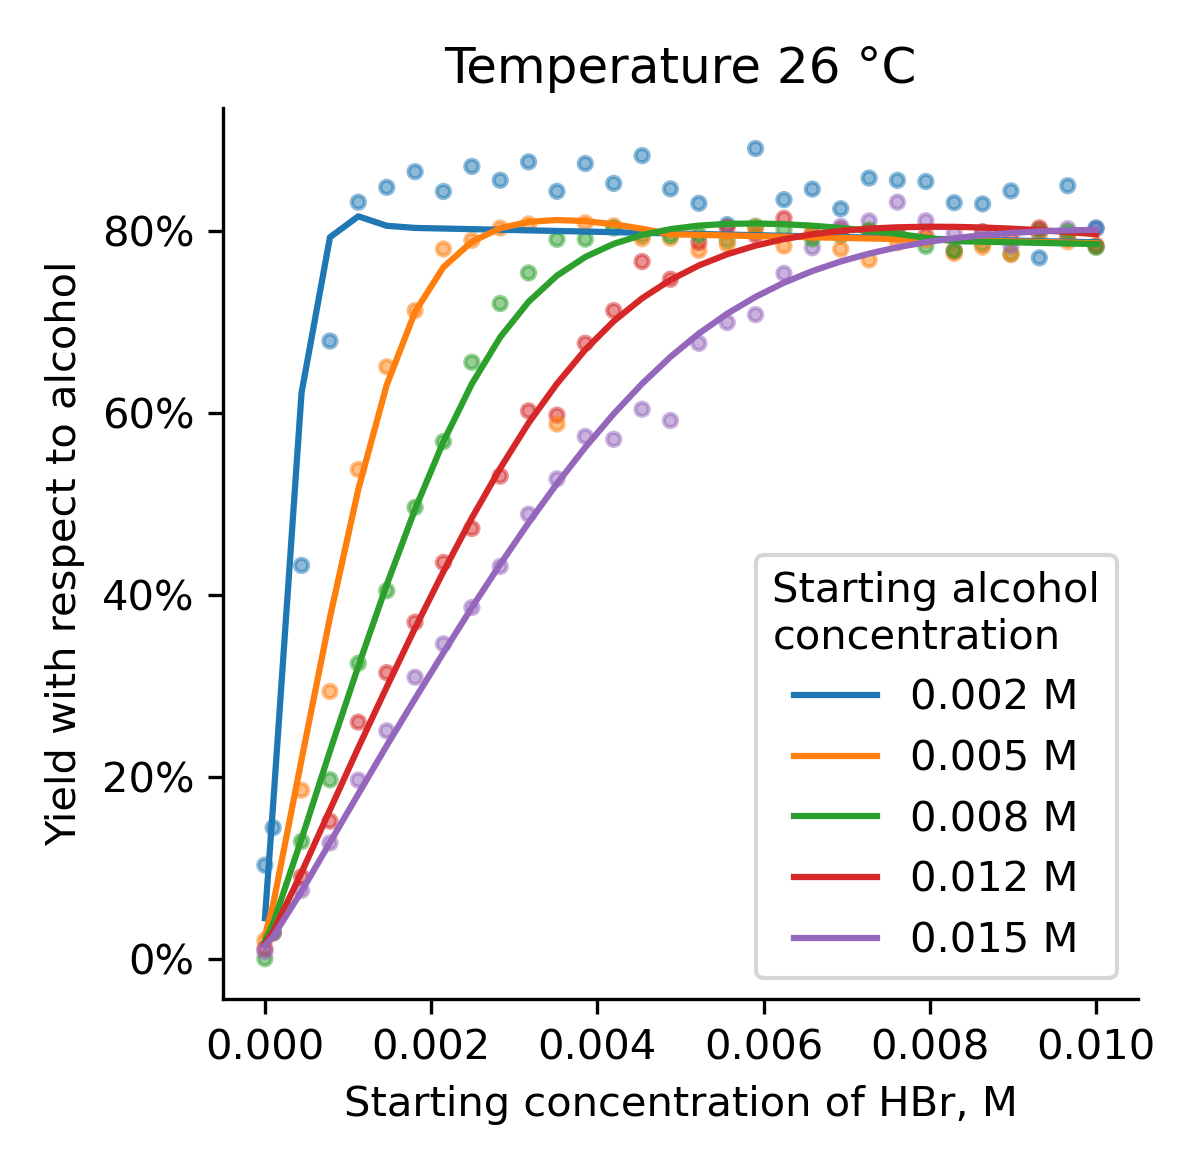 Temperature 26 °C
Yield with respect to alcohol
80%
60%
40%
20%
0%
Starting alcohol
concentration
0.002 M
0.005 M
0.008 M
0.012 M
0.015 M
0.000 0.002 0.004 0.006 0.008 0.010
Starting concentration of HBr, M